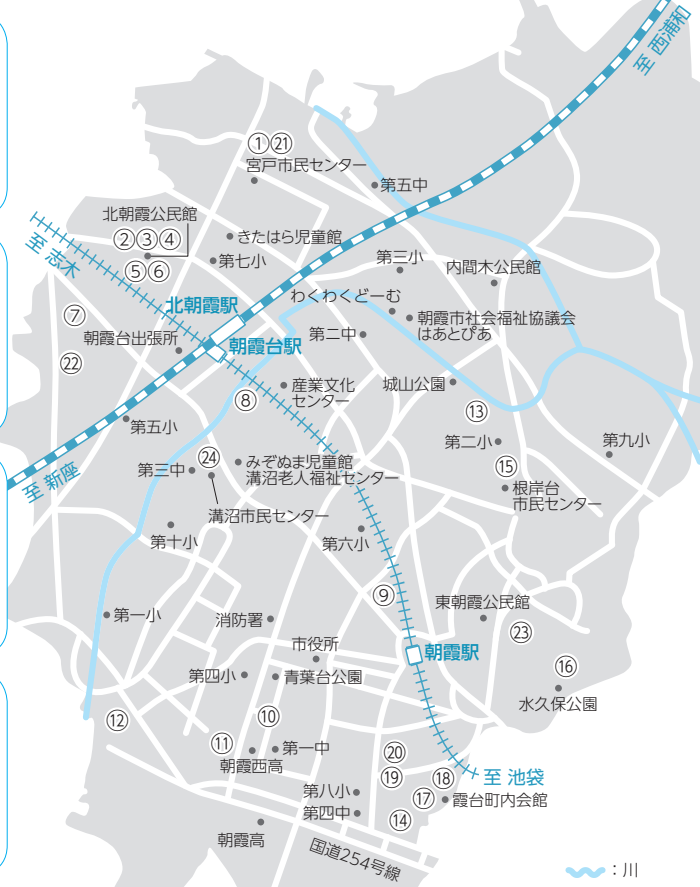 至 西浦和
①㉑
宮戸市民センター
第五中
北朝霞公民館
②③④
⑤⑥
きたはら児童館
第七小
至 志木
第三小
内間木公民館
わくわくどーむ
北朝霞駅
⑦
朝霞台出張所
朝霞台駅
第二中
朝霞市社会福祉協議会
はあとぴあ
㉒
⑧
産業文化
センター
城山公園
⑬
第五小
第二小
第九小
第三中
㉔
みぞぬま児童館
溝沼老人福祉センター
⑮
根岸台
市民センター
至 新座
溝沼市民センター
第十小
第六小
⑨
東朝霞公民館
第一小
消防署
㉓
市役所
朝霞駅
第四小
青葉台公園
⑯
水久保公園
⑫
⑩
⑪
第一中
朝霞西高
⑳
⑲
⑱
至 池袋
第八小
⑰
霞台町内会館
第四中
⑭
朝霞高
国道254号線
：川